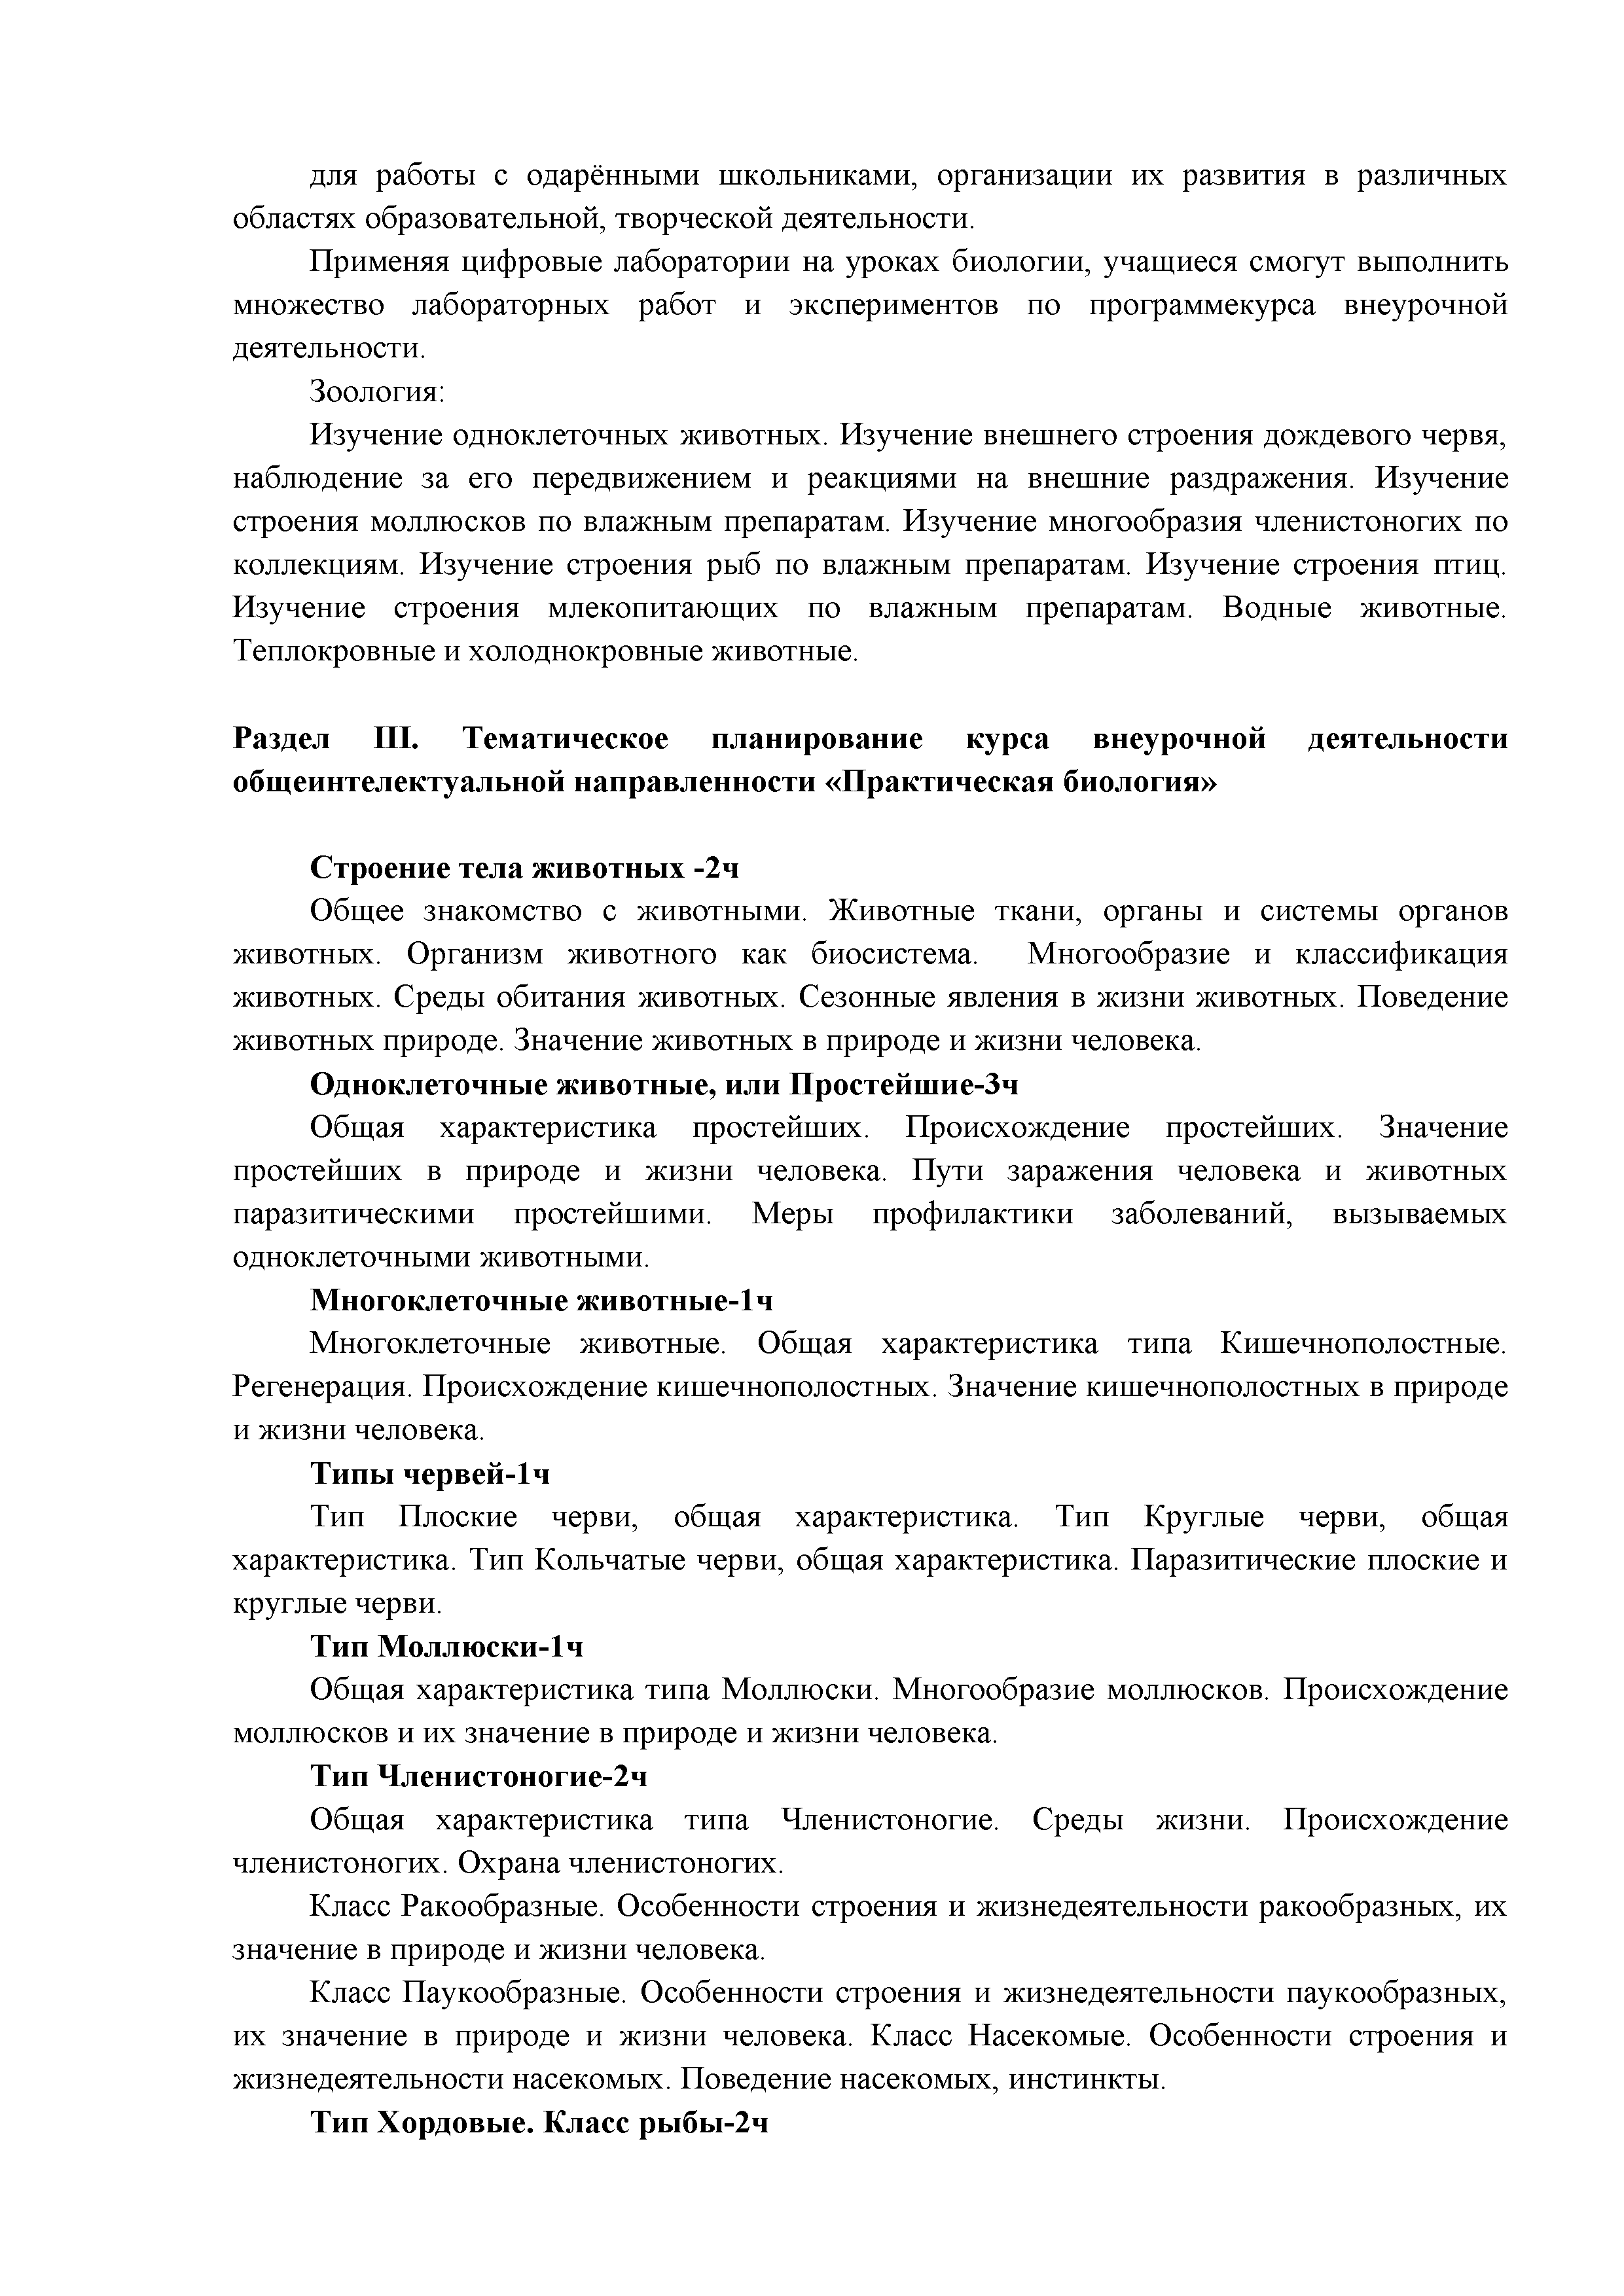 для работы с одарёнными школьниками, организации их развития в различных
областях образовательной, творческой деятельности.
Применяя цифровые лаборатории на уроках биологии, учащиеся смогут выполнить
множество лабораторных работ и экспериментов по программекурса внеурочной
деятельности.
Зоология:
Изучение одноклеточных животных. Изучение внешнего строения дождевого червя,
наблюдение за его передвижением и реакциями на внешние раздражения. Изучение
строения моллюсков по влажным препаратам. Изучение многообразия членистоногих по
коллекциям. Изучение строения рыб по влажным препаратам. Изучение строения птиц.
Изучение строения млекопитающих по влажным препаратам. Водные животные.
Теплокровные и холоднокровные животные.
Раздел III. Тематическое планирование курса внеурочной деятельности
общеинтелектуальной направленности «Практическая биология»
Строение тела животных -2ч
Общее знакомство с животными. Животные ткани, органы и системы органов
животных. Организм животного как биосистема. Многообразие и классификация
животных. Среды обитания животных. Сезонные явления в жизни животных. Поведение
животных природе. Значение животных в природе и жизни человека.
Одноклеточные животные, или Простейшие-3ч
Общая характеристика простейших. Происхождение простейших. Значение
простейших в природе и жизни человека. Пути заражения человека и животных
паразитическими простейшими. Меры профилактики заболеваний, вызываемых
одноклеточными животными.
Многоклеточные животные-1ч
Многоклеточные животные. Общая характеристика типа Кишечнополостные.
Регенерация. Происхождение кишечнополостных. Значение кишечнополостных в природе
и жизни человека.
Типы червей-1ч
Тип Плоские черви, общая характеристика. Тип Круглые черви, общая
характеристика. Тип Кольчатые черви, общая характеристика. Паразитические плоские и
круглые черви.
Тип Моллюски-1ч
Общая характеристика типа Моллюски. Многообразие моллюсков. Происхождение
моллюсков и их значение в природе и жизни человека.
Тип Членистоногие-2ч
Общая характеристика типа Членистоногие. Среды жизни. Происхождение
членистоногих. Охрана членистоногих.
Класс Ракообразные. Особенности строения и жизнедеятельности ракообразных, их
значение в природе и жизни человека.
Класс Паукообразные. Особенности строения и жизнедеятельности паукообразных,
их значение в природе и жизни человека. Класс Насекомые. Особенности строения и
жизнедеятельности насекомых. Поведение насекомых, инстинкты.
Тип Хордовые. Класс рыбы-2ч